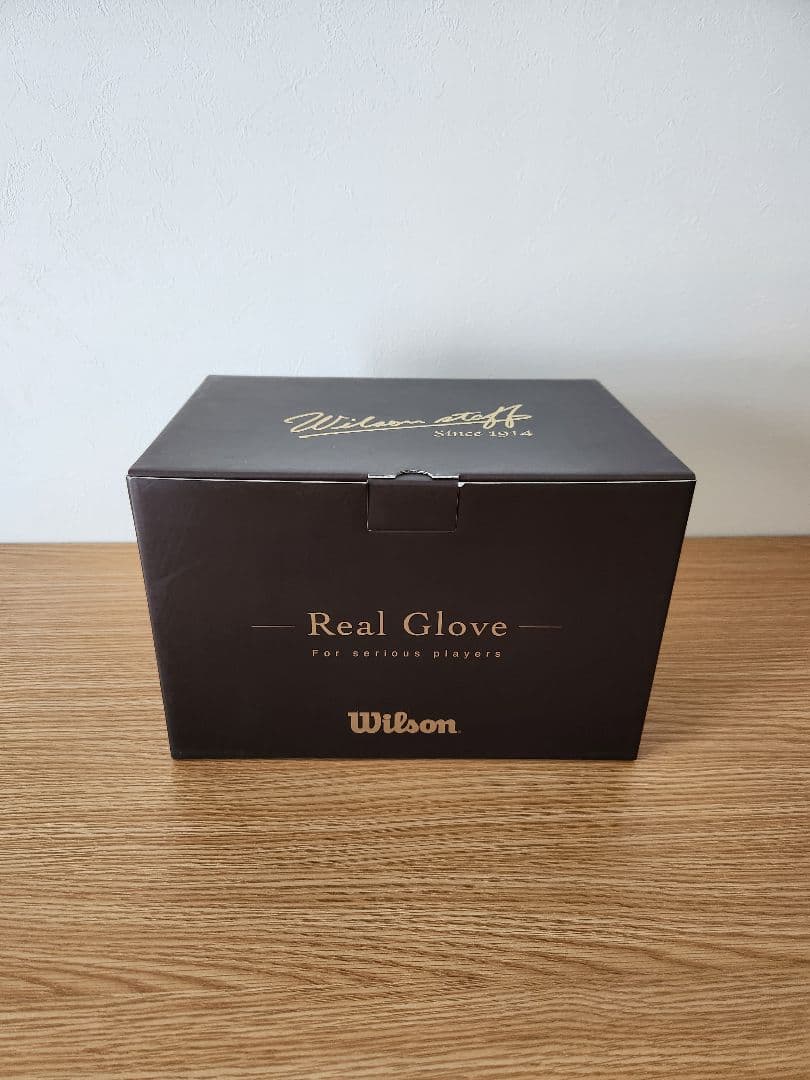 Wilson staff
Since 1914
Real Glove
For serious players
Wilson